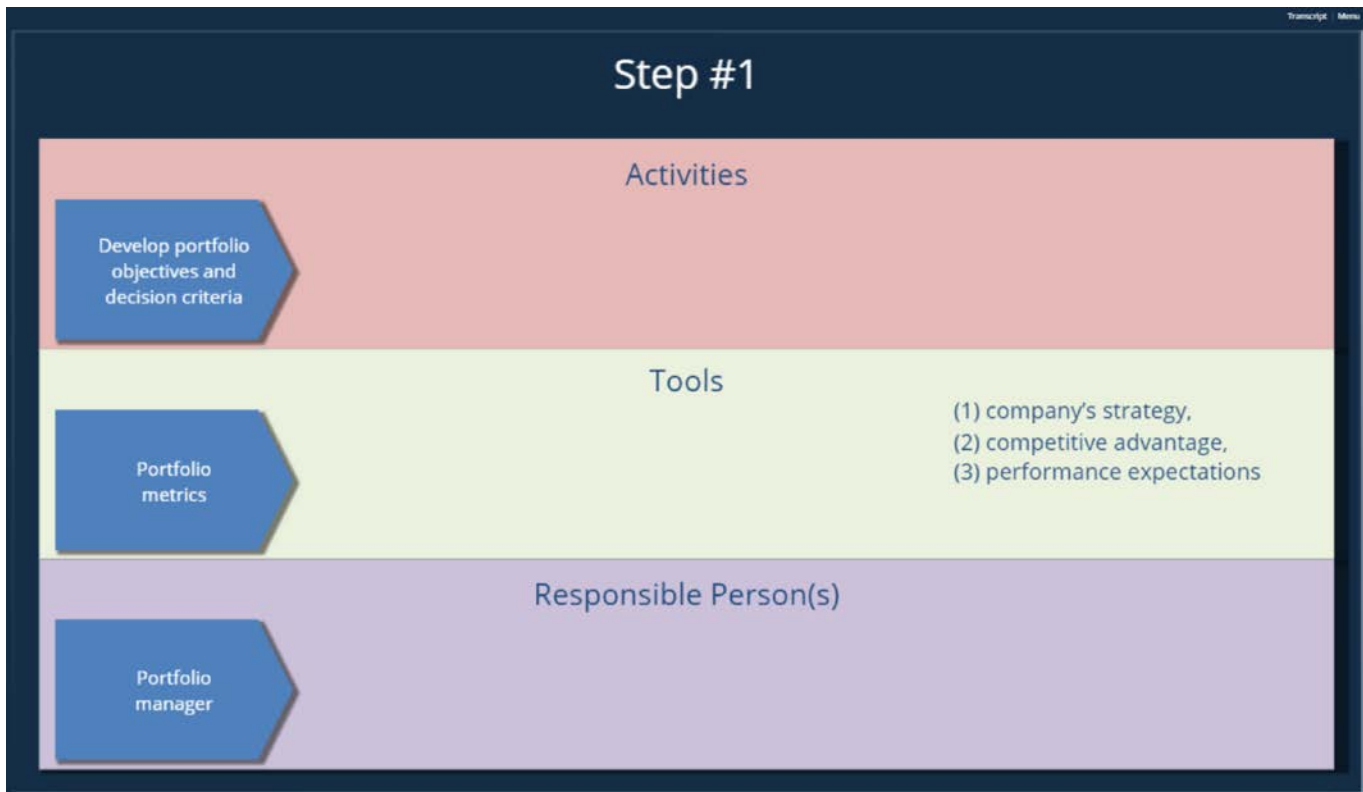 Transcript Menu
Step #1
Activities
Develop portfolio
objectives and
decision criteria
Tools
(1) company’s strategy,
(2) competitive advantage,
(3) performance expectations
Portfolio
metrics
Responsible Person(s)
Portfolio
manager